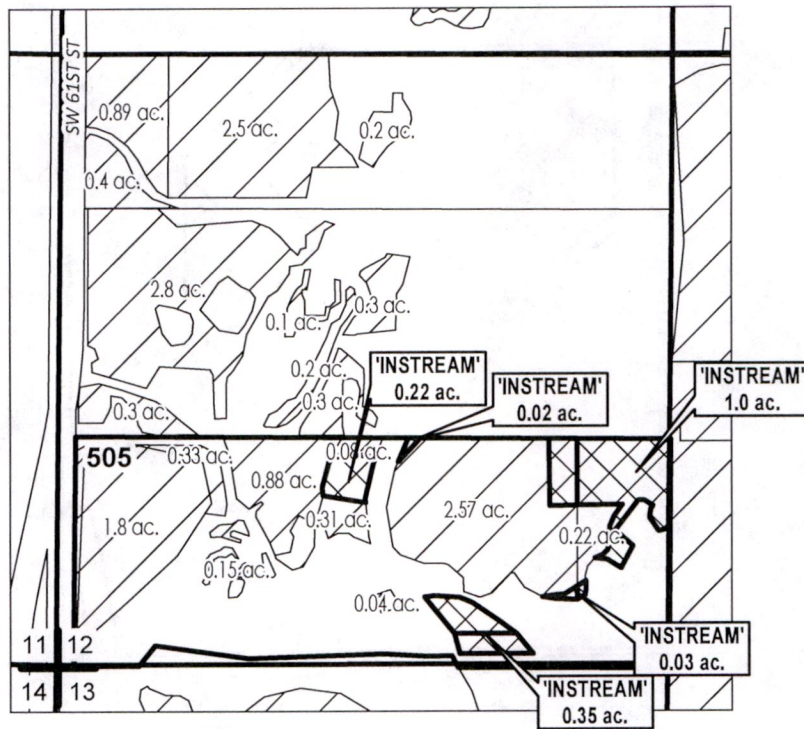 SW 61ST ST
0.89 ac.
2.5 ac.
0.2 ac.
0.4 ac.
2.8 ac.
0.1 ac.
0.3 ac.
0.2 ac.
0.3 ac.
0.3 ac.
'INSTREAM'
0.22 ac.
'INSTREAM'
0.02 ac.
'INSTREAM'
1.0 ac.
505
0.33 ac.
0.08 ac.
0.88 ac.
1.8 ac.
0.31 ac.
2.57 ac.
0.22 ac.
0.15 ac.
0.04 ac.
'INSTREAM'
0.03 ac.
'INSTREAM'
0.35 ac.
11 12
14 13